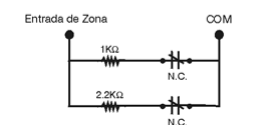 Entrada de Zona COM
1KΩ
N.C.
2.2KΩ
N.C.